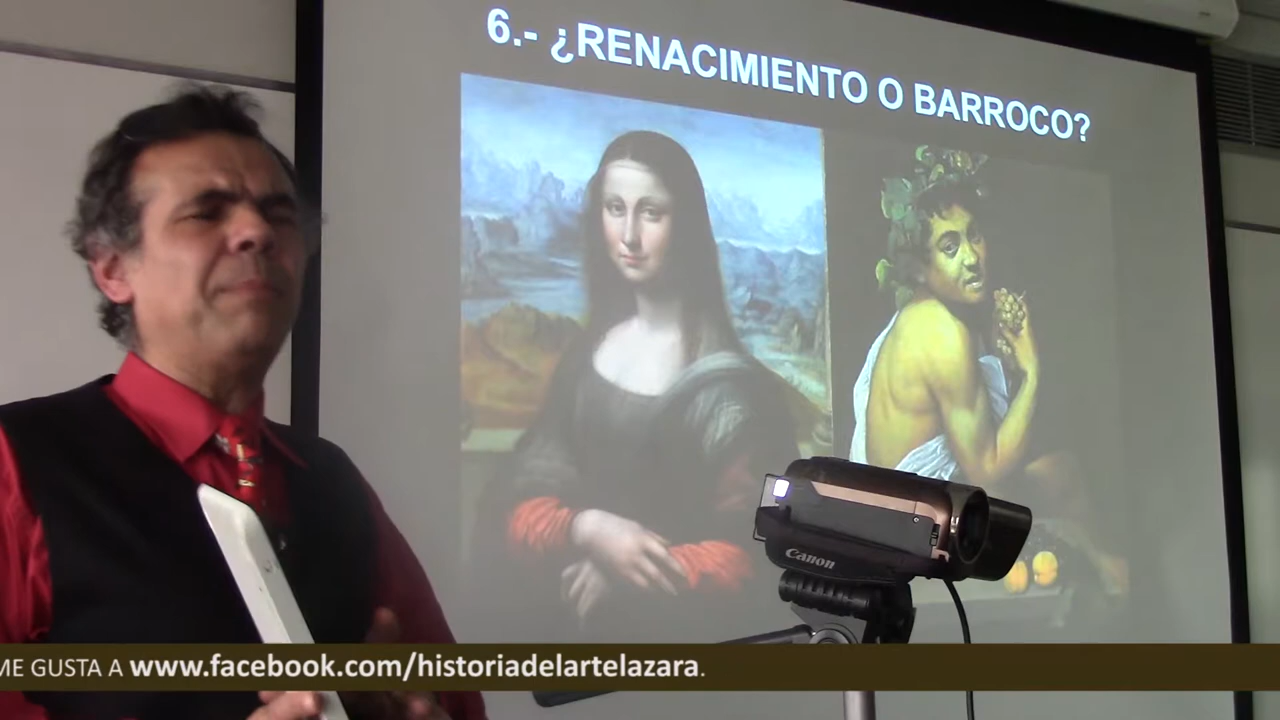 6.- ¿RENACIMIENTO O BARROCO?
Canon
ME GUSTA A www.facebook.com/historiadelartelazara.